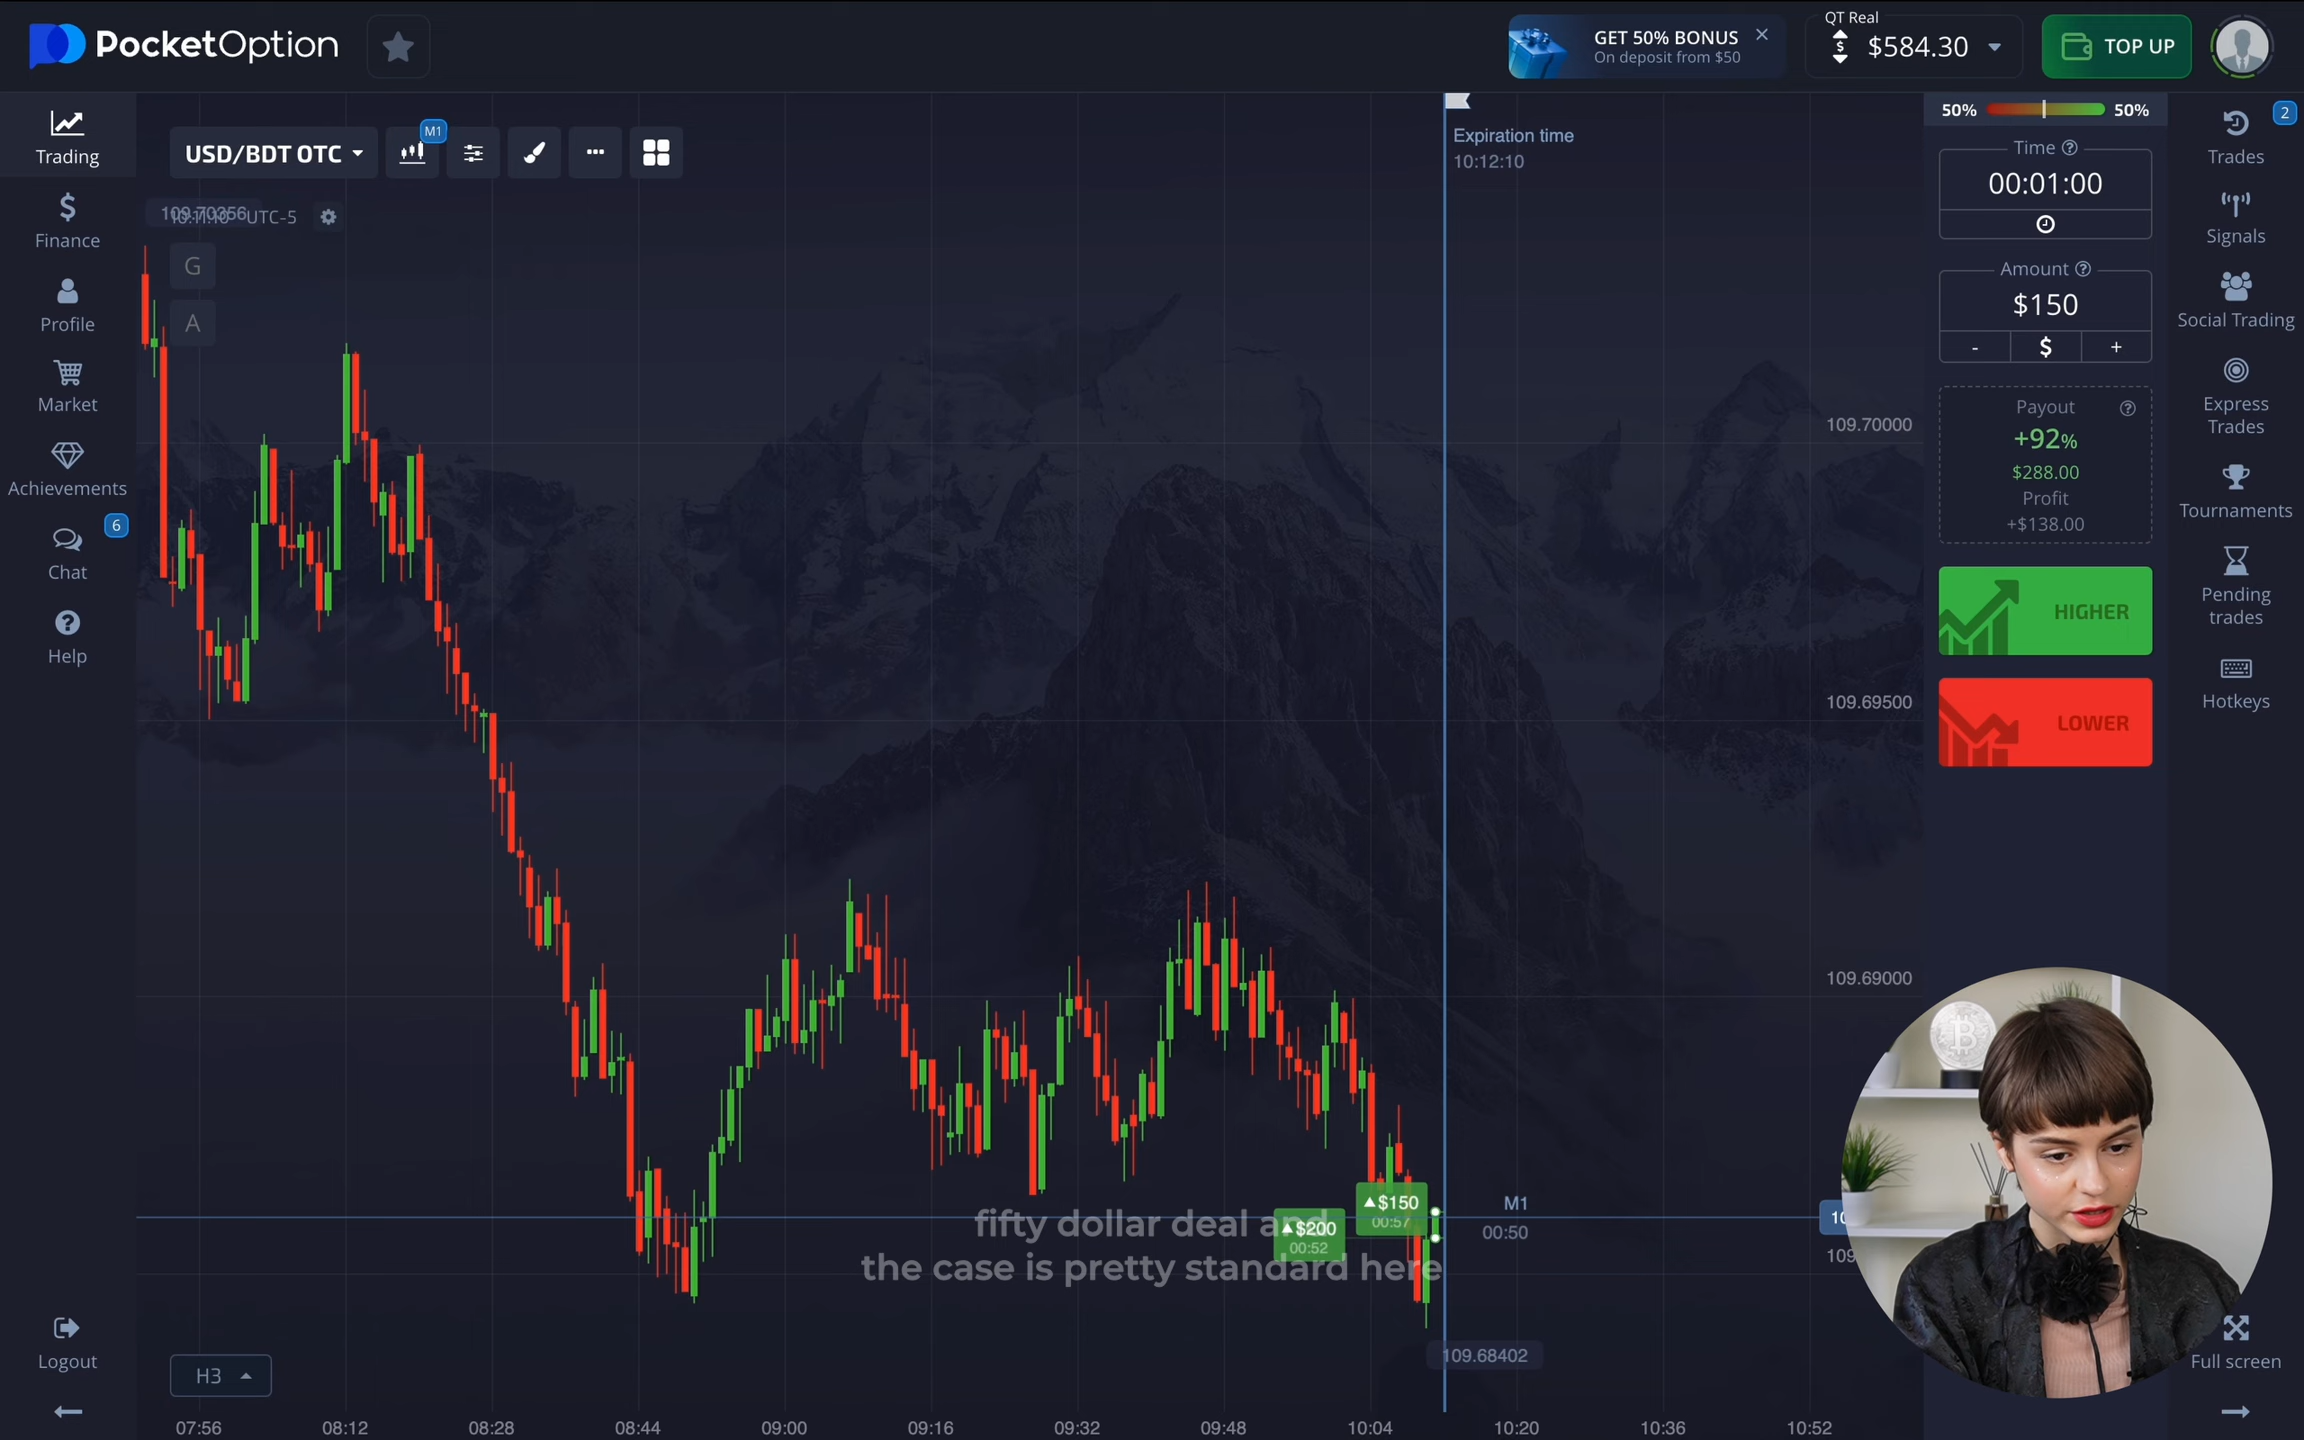 PocketOption
GET 50% BONUS
On deposit from $50
QT Real
$584.30
TOP UP
Trading
Finance
Profile
Market
Achievements
6
Chat
Help
Logout
USD/BDT OTC
M1
109.70356
UTC-5
G
A
Expiration time
10:12:10
109.70000
109.69500
109.69000
M1
00:50
$150
00:57
$200
00:52
fifty dollar deal and
the case is pretty standard here
109.68402
H3
07:56
08:12
08:28
08:44
09:00
09:16
09:32
09:48
10:04
10:20
10:36
10:52
50%
50%
Time
00:01:00
Amount
$150
-
$
+
Payout
+92%
$288.00
Profit
+$138.00
HIGHER
LOWER
2
Trades
Signals
Social Trading
Express
Trades
Tournaments
Pending
trades
Hotkeys
Full screen